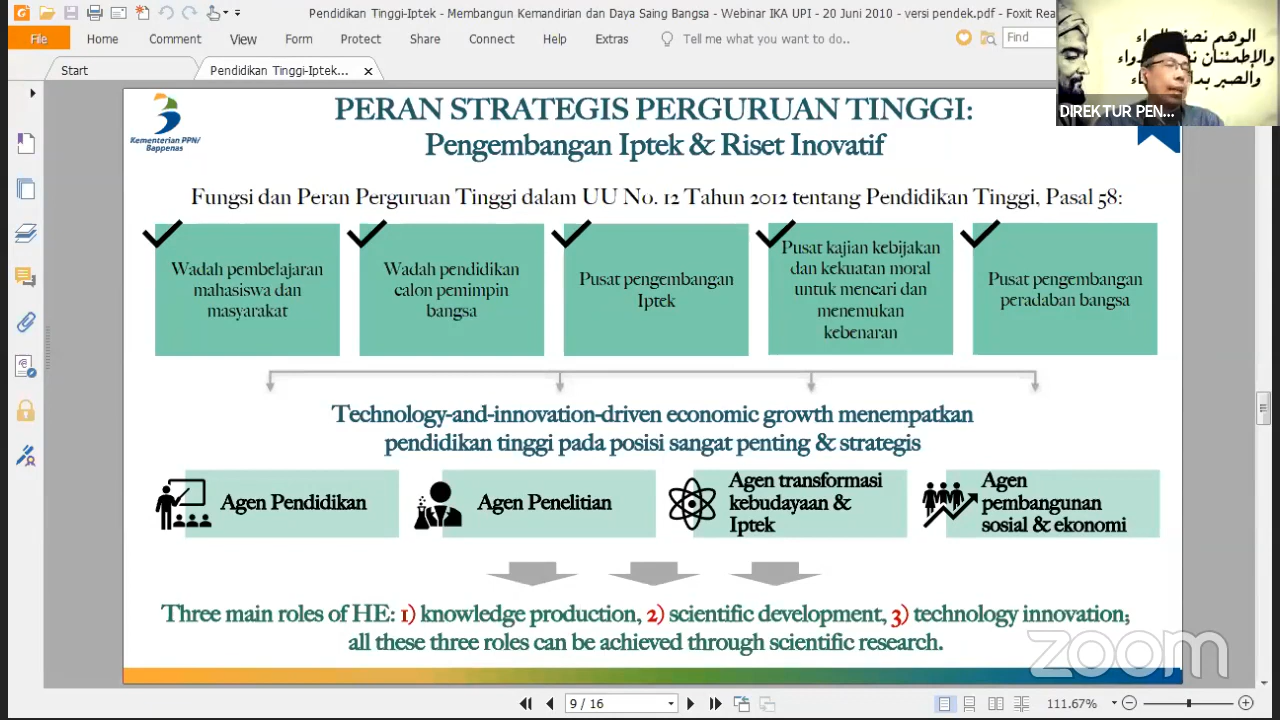 Pendidikan Tinggi-Iptek - Membangun Kemandirian dan Daya Saing Bangsa - Webinar IKA UPI - 20 Juni 2010 - versi pendek.pdf - Foxit Rea
File Home Comment View Form Protect Share Connect Help Extras Tell me what you want to do.. Find
Start Pendidikan Tinggi-Iptek...
DIREKTUR PEN...
Kementerian PPN/
Bappenas
PERAN STRATEGIS PERGURUAN TINGGI:
Pengembangan Iptek & Riset Inovatif
Fungsi dan Peran Perguruan Tinggi dalam UU No. 12 Tahun 2012 tentang Pendidikan Tinggi, Pasal 58:
Wadah pembelajaran
mahasiswa dan
masyarakat
Wadah pendidikan
calon pemimpin
bangsa
Pusat pengembangan
Iptek
Pusat kajian kebijakan
dan kekuatan moral
untuk mencari dan
menemukan
kebenaran
Pusat pengembangan
peradaban bangsa
Technology-and-innovation-driven economic growth menempatkan
pendidikan tinggi pada posisi sangat penting & strategis
Agen Pendidikan
Agen Penelitian
Agen transformasi
kebudayaan &
Iptek
Agen
pembangunan
sosial & ekonomi
Three main roles of HE: 1) knowledge production, 2) scientific development, 3) technology innovation;
all these three roles can be achieved through scientific research.
zoom
9 / 16
111.67%